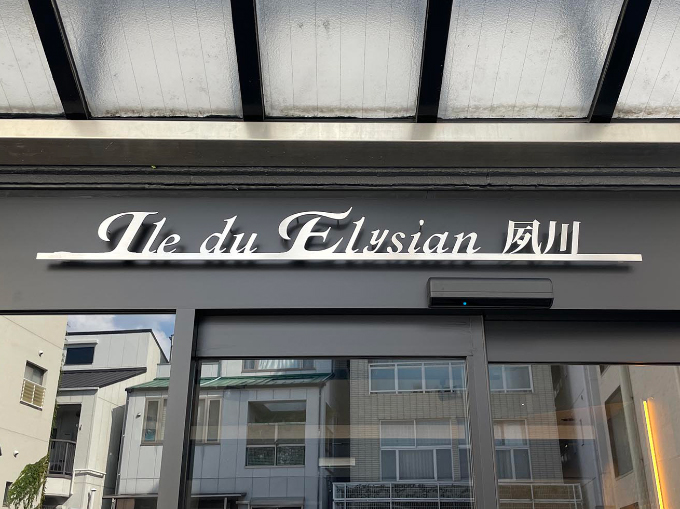 Ile du Elysian 夙川